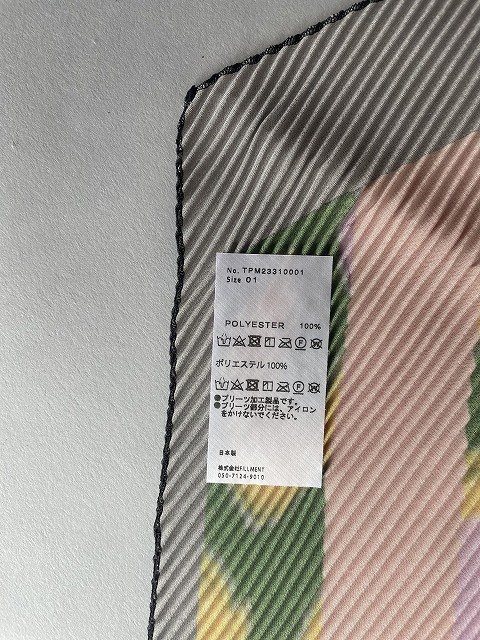 No. TPM23310001
Size 01
POLYESTER 100%
ポリエステル 100%
●プリーツ加工製品です。
●プリーツ部分には、アイロン
をかけないでください。
日本製
株式会社FILLMENT
050-7124-9010